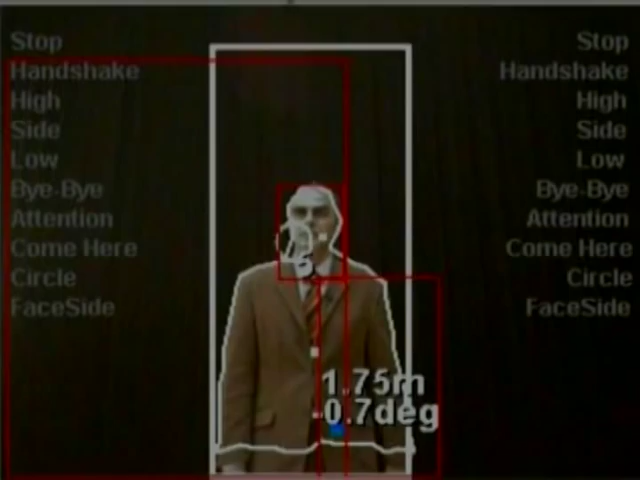 Stop
Handshake
High
Side
Low
Bye-Bye
Attention
Come Here
Circle
FaceSide
Stop
Handshake
High
Side
Low
Bye-Bye
Attention
Come Here
Circle
FaceSide
1.75m
-0.7deg